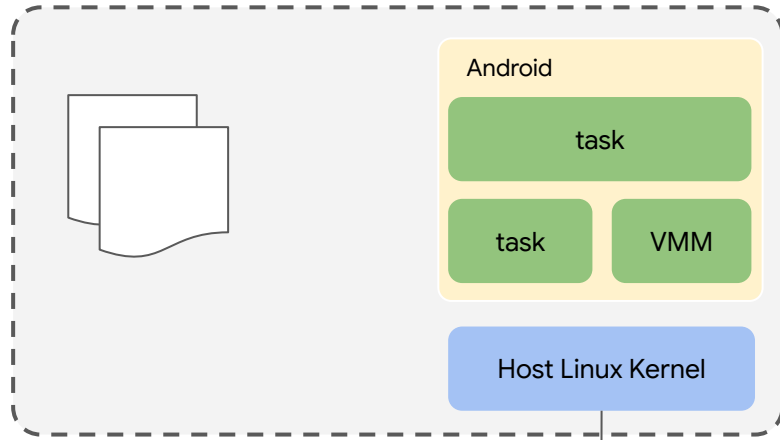 Android
task
task
VMM
Host Linux Kernel